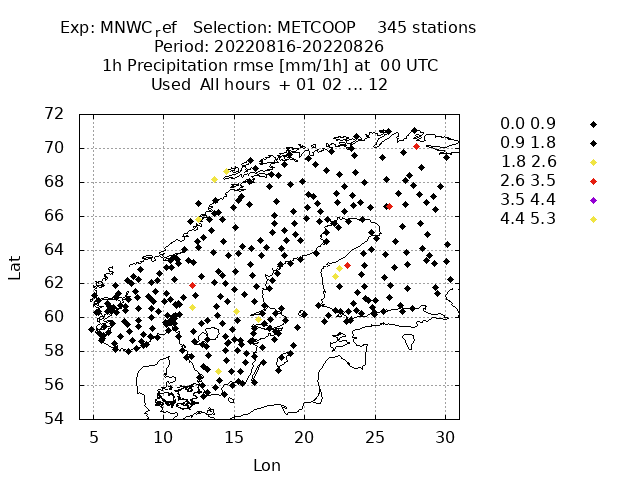 Exp: MNWC_ref   Selection: METCOOP    345 stations
Period: 20220816-20220826
1h Precipitation rmse [mm/1h] at  00 UTC
Used  All hours  + 01 02 ... 12
72
70
68
66
64
62
60
58
56
54
Lat
5 10 15 20 25 30
Lon
0.0 0.9
0.9 1.8
1.8 2.6
2.6 3.5
3.5 4.4
4.4 5.3